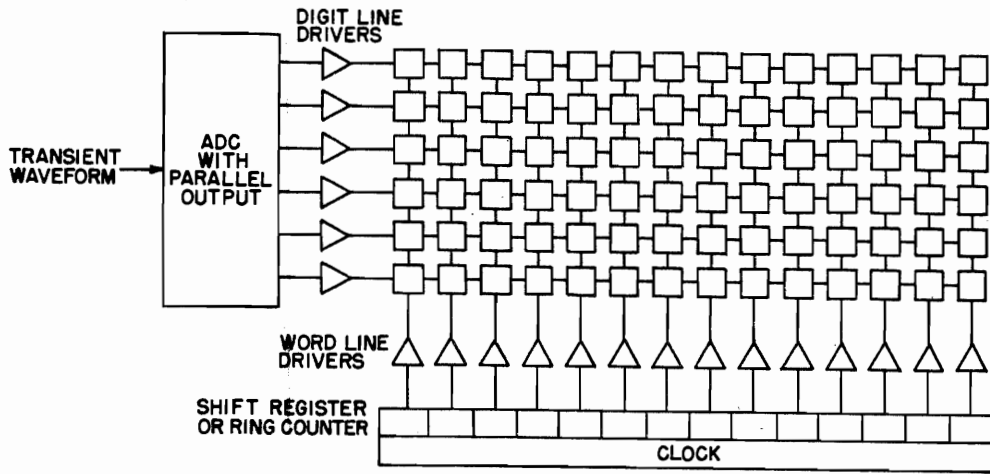 DIGIT LINE
DRIVERS
TRANSIENT
WAVEFORM
ADC
WITH
PARALLEL
OUTPUT
WORD LINE
DRIVERS
SHIFT REGISTER
OR RING COUNTER
CLOCK